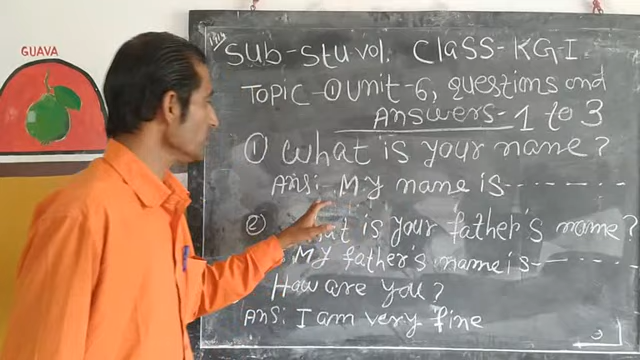 GUAVA
Sub-Stuvol. Class-KG-I
Topic-① Unit-6, questions and
Answers-1 to 3
① What is your name?
Ans: My name is------
② is your father's name?
My father's name is-----
How are you?
Ans: I am very fine